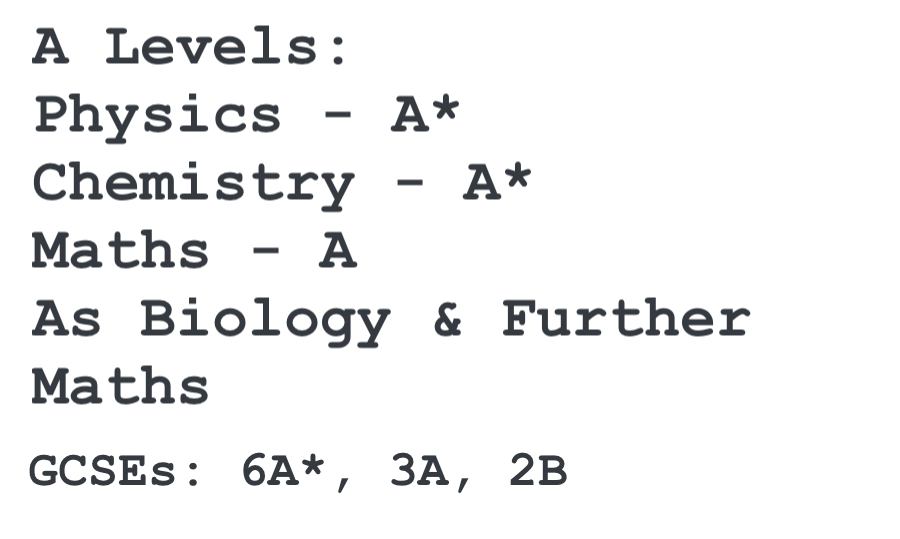 A Levels:
Physics - A*
Chemistry - A*
Maths - A
As Biology & Further
Maths
GCSEs: 6A*, 3A, 2B